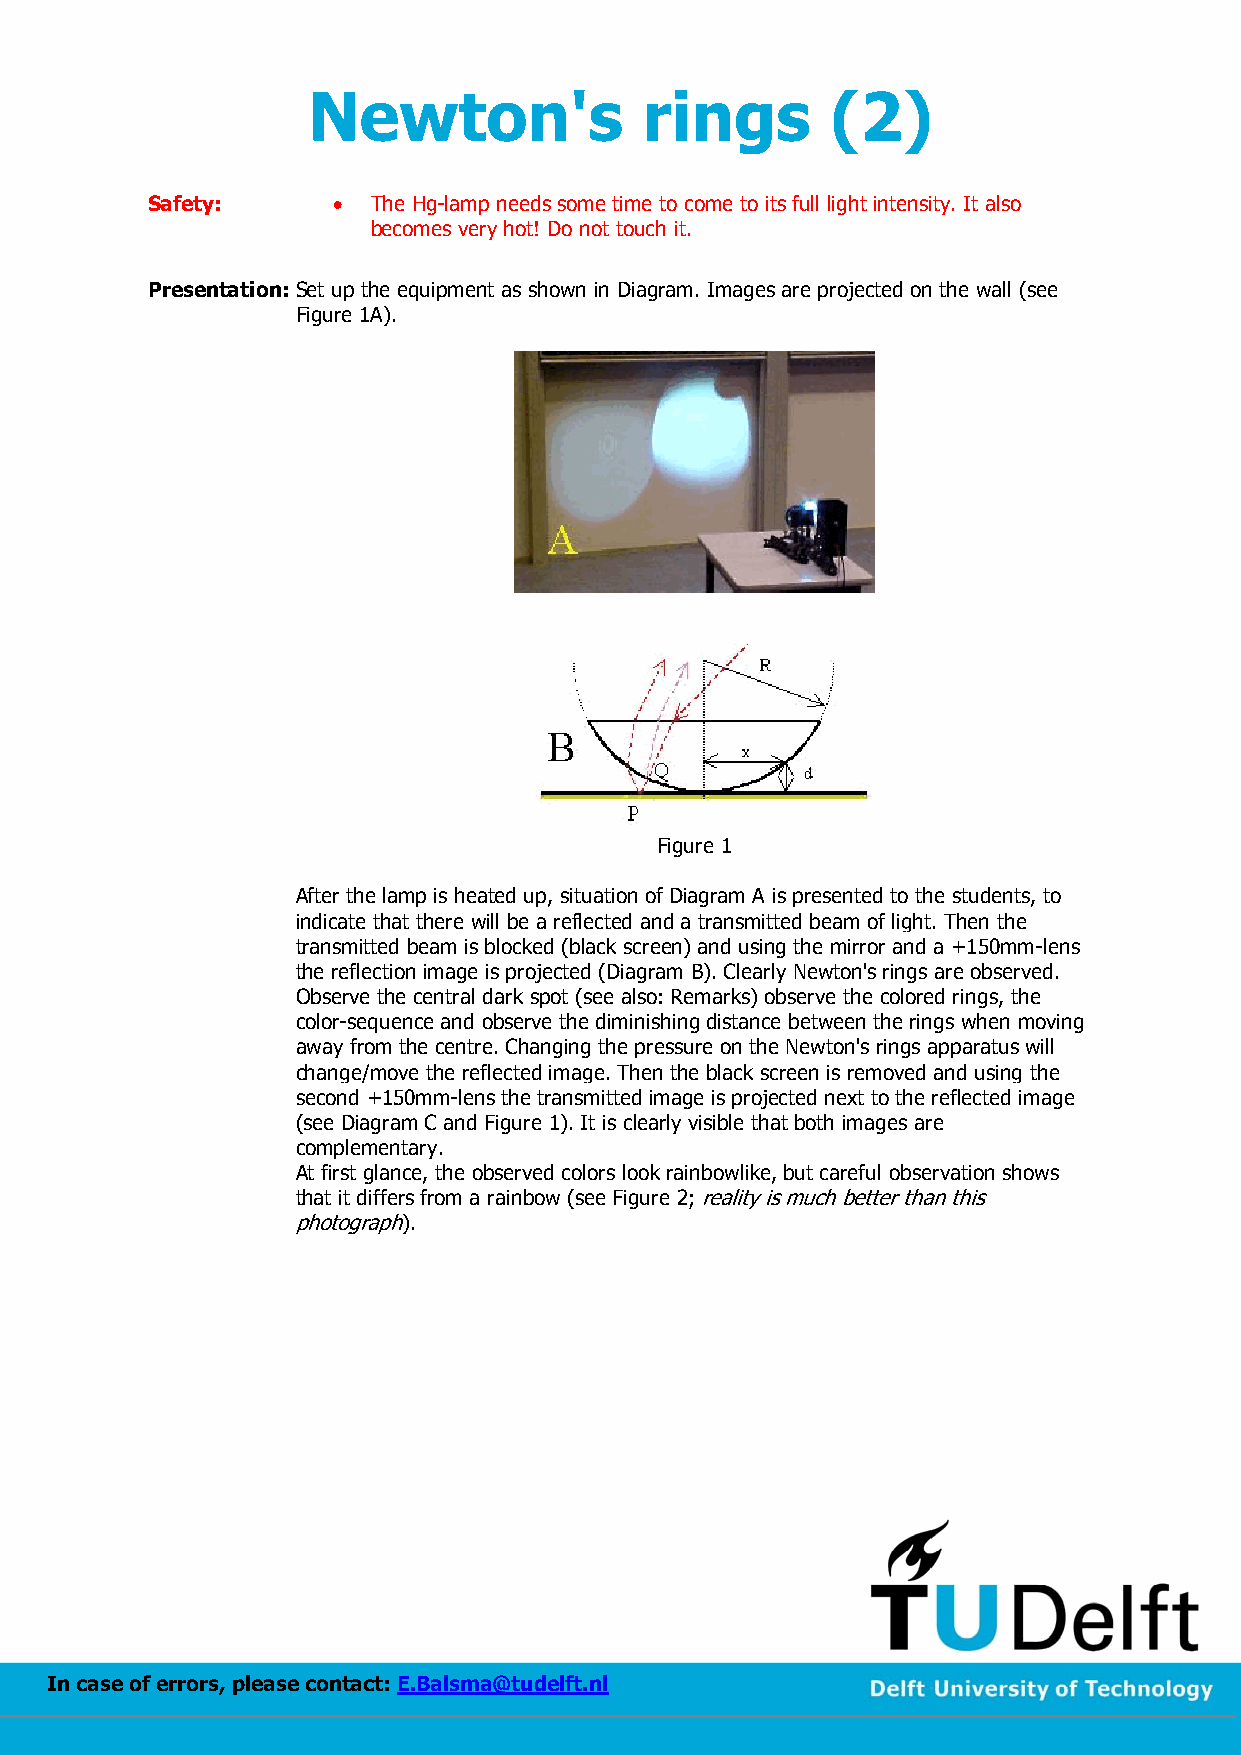 Newton's rings (2)
Safety: • The Hg-lamp needs some time to come to its full light intensity. It also
becomes very hot! Do not touch it.
Presentation: Set up the equipment as shown in Diagram. Images are projected on the wall (see
Figure 1A).
A
R
B
x
Q
d
P
Figure 1
After the lamp is heated up, situation of Diagram A is presented to the students, to
indicate that there will be a reflected and a transmitted beam of light. Then the
transmitted beam is blocked (black screen) and using the mirror and a +150mm-lens
the reflection image is projected (Diagram B). Clearly Newton's rings are observed.
Observe the central dark spot (see also: Remarks) observe the colored rings, the
color-sequence and observe the diminishing distance between the rings when moving
away from the centre. Changing the pressure on the Newton's rings apparatus will
change/move the reflected image. Then the black screen is removed and using the
second +150mm-lens the transmitted image is projected next to the reflected image
(see Diagram C and Figure 1). It is clearly visible that both images are
complementary.
At first glance, the observed colors look rainbowlike, but careful observation shows
that it differs from a rainbow (see Figure 2; reality is much better than this
photograph).
TUDelft
In case of errors, please contact: E.Balsma@tudelft.nl
Delft University of Technology